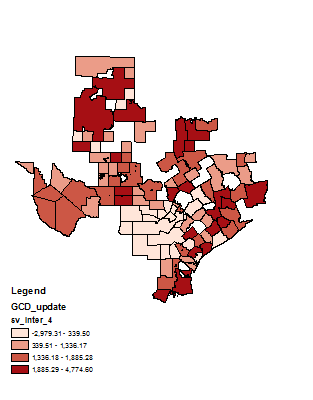 Legend
GCD_update
sv_Inter_4
-2,979.31 - 339.50
339.51 - 1,336.17
1,336.18 - 1,885.28
1,885.29 - 4,774.60